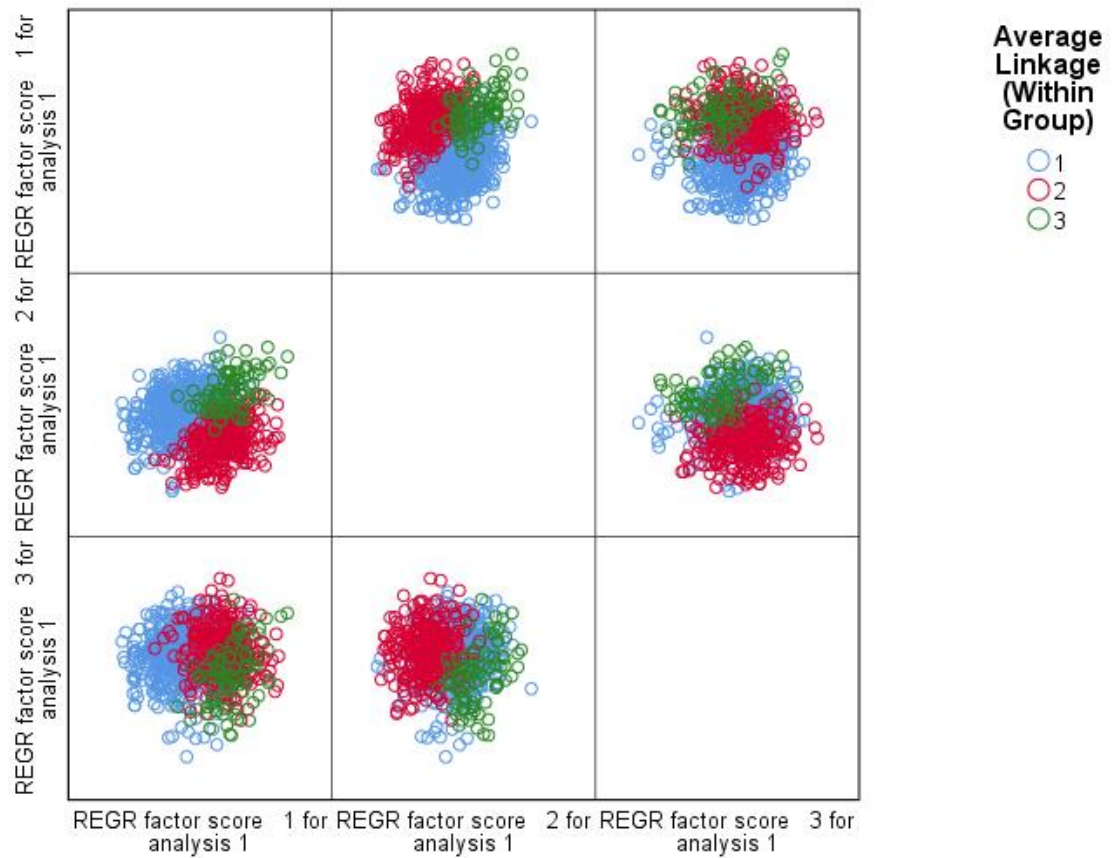 REGR factor score 1 for
analysis 1
REGR factor score 2 for
analysis 1
REGR factor score 3 for
analysis 1
Average
Linkage
(Within
Group)
1
2
3
REGR factor score 1 for
analysis 1
REGR factor score 2 for
analysis 1
REGR factor score 3 for
analysis 1